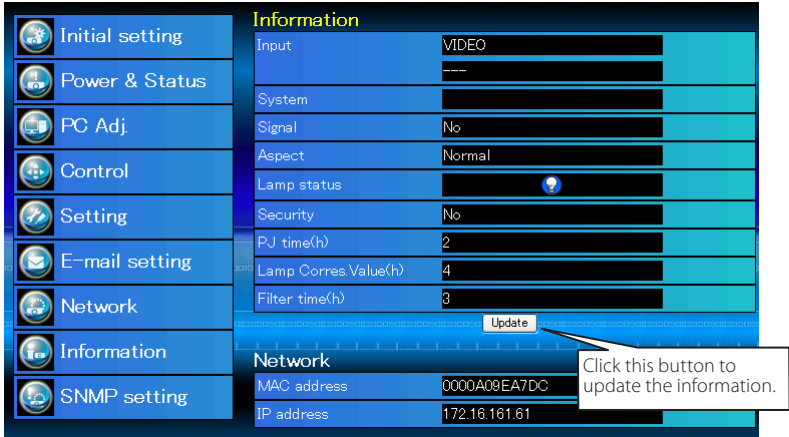 Initial setting
Power & Status
PC Adj.
Control
Setting
E-mail setting
Network
Information
SNMP setting
Information
Input VIDEO
---
System
Signal No
Aspect Normal
Lamp status
Security No
PJ time(h) 2
Lamp Corres.Value(h) 4
Filter time(h) 3
Update
Click this button to
update the information.
Network
MAC address 0000A09EA7DC
IP address 172.16.161.61